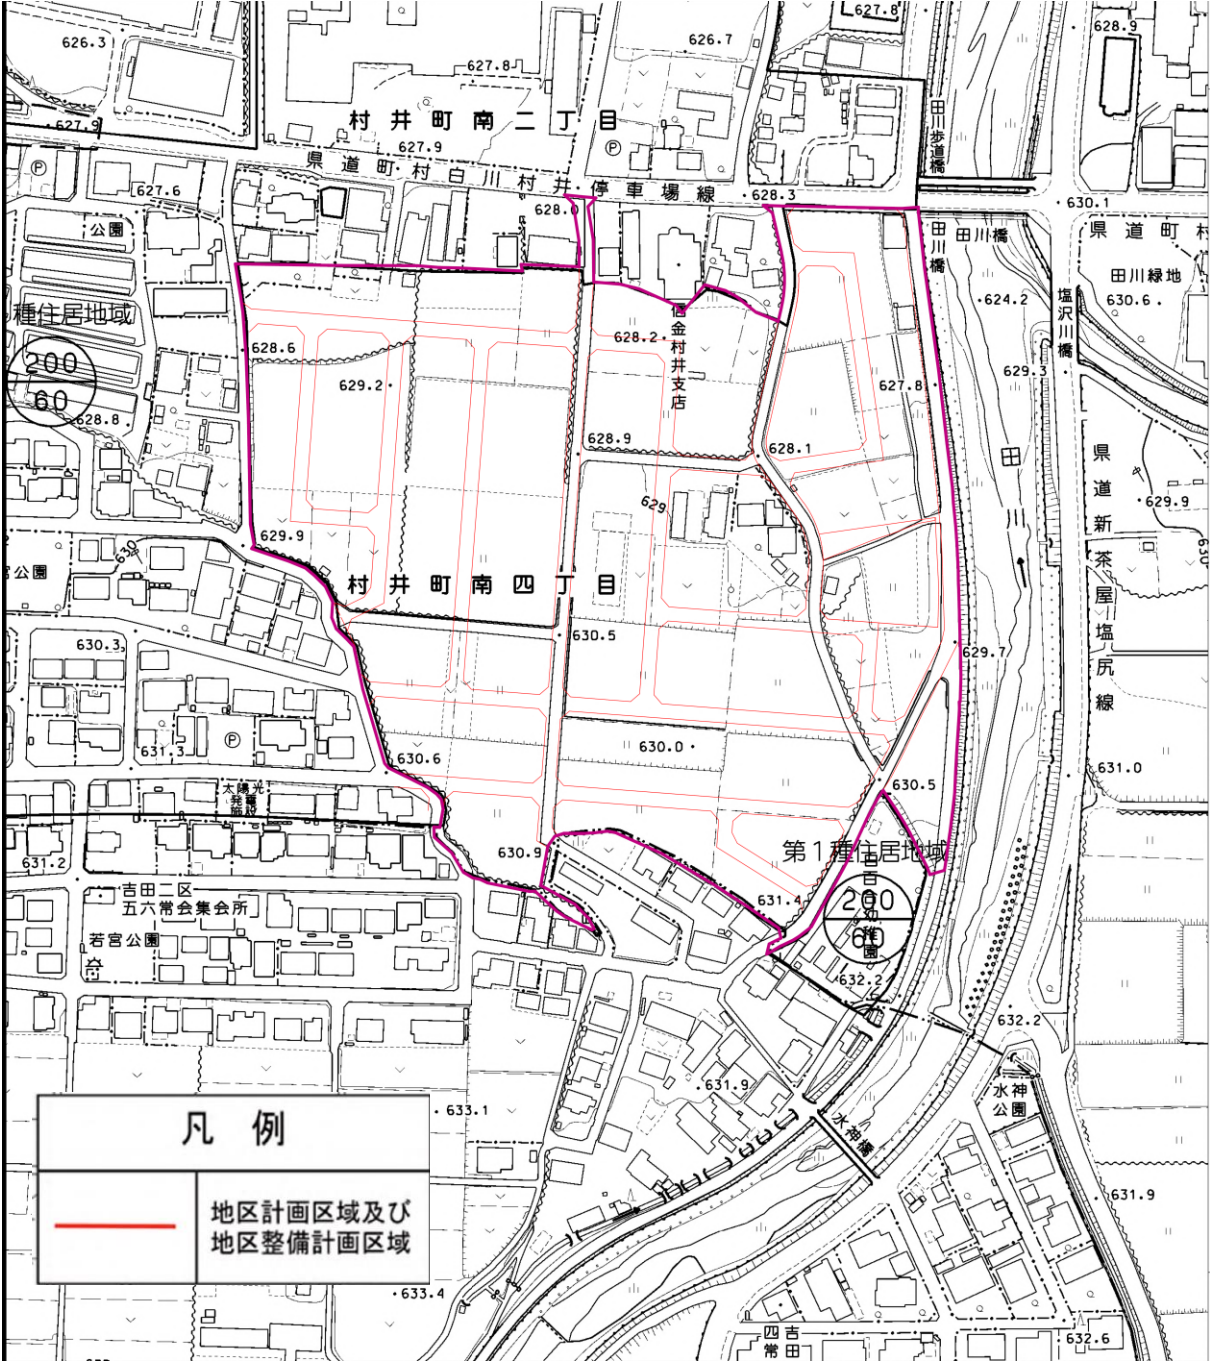 627.8
628.9
626.3
626.7
627.8
村井町南二丁目
627.9
627.9
P
P
田川歩道橋
県道町村白川村井停車場線
627.6
628.3
630.1
628.0
公園
田川橋
田川橋
県道町村
田川緑地
624.2
630.6
塩沢川橋
種住居地域
200
60
628.6
628.2
信金村井支店
629.2
627.8
629.3
628.8
628.9
628.1
田川
県道新茶屋塩尻線
629
629.9
629.9
630
630
宮公園
村井町南四丁目
630.5
630.3
629.7
P
631.3
630.0
630.6
630.5
631.0
太陽光
発電
施設
第1種住居地域
631.2
630.9
吉田二区
五六常会集会所
631.4
200
60
若宮公園
632.2
632.2
631.9
水神
公園
633.1
水神橋
凡例
地区計画区域及び
地区整備計画区域
631.9
633.4
632.6
四吉
常田